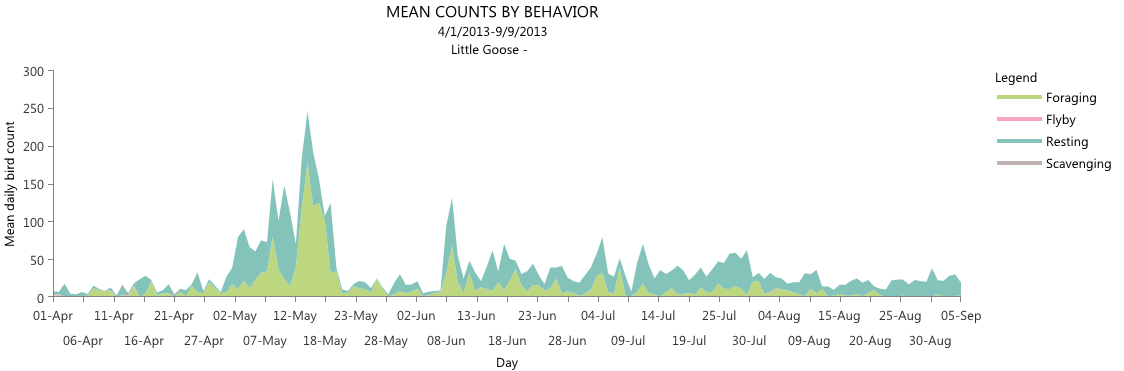 MEAN COUNTS BY BEHAVIOR
4/1/2013-9/9/2013
Little Goose -
Legend
Foraging
Flyby
Resting
Scavenging
Mean daily bird count
300
250
200
150
100
50
0
01-Apr 11-Apr 21-Apr 02-May 12-May 23-May 02-Jun 13-Jun 23-Jun 04-Jul 14-Jul 25-Jul 04-Aug 15-Aug 25-Aug 05-Sep
06-Apr 16-Apr 27-Apr 07-May 18-May 28-May 08-Jun 18-Jun 28-Jun 09-Jul 19-Jul 30-Jul 09-Aug 20-Aug 30-Aug
Day